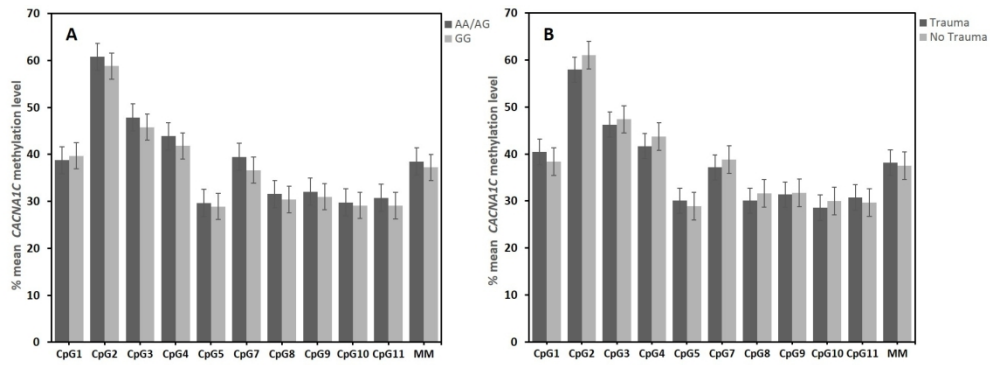 A
AA/AG
GG
% mean CACNA1C methylation level
70
60
50
40
30
20
10
0
CpG1 CpG2 CpG3 CpG4 CpG5 CpG7 CpG8 CpG9 CpG10 CpG11 MM
B
Trauma
No Trauma
% mean CACNA1C methylation level
70
60
50
40
30
20
10
0
CpG1 CpG2 CpG3 CpG4 CpG5 CpG7 CpG8 CpG9 CpG10 CpG11 MM